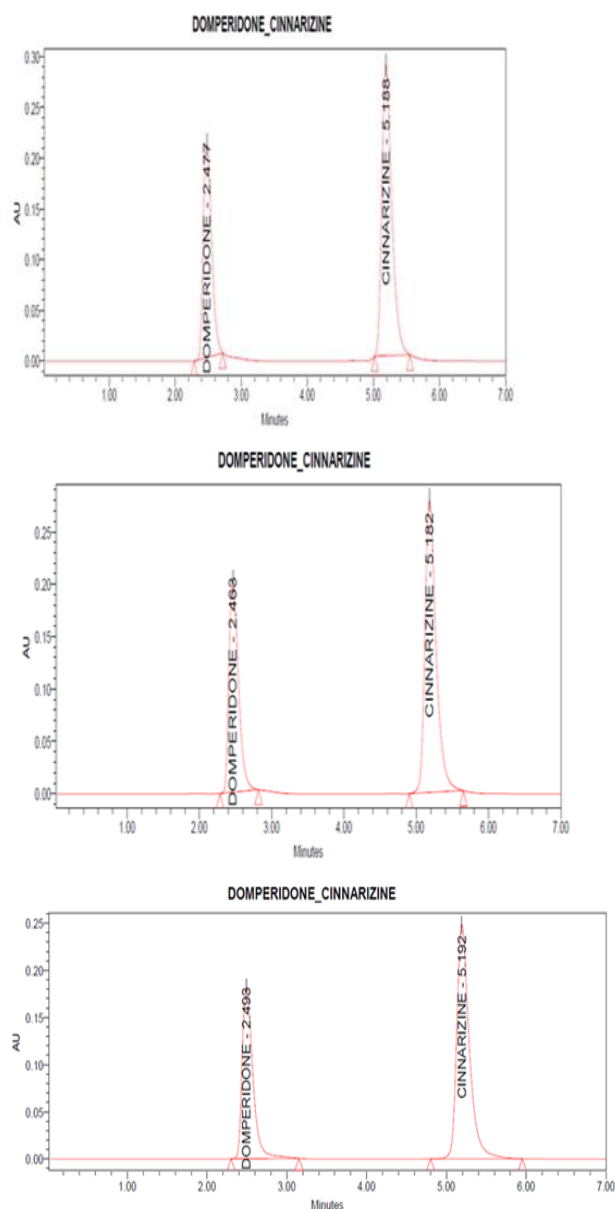 DOMPERIDONE_CINNARIZINE
0.30
0.25
0.20
0.15
0.10
0.05
0.00
AU
DOMPERIDONE - 2.477
CINNARIZINE - 5.188
1.00 2.00 3.00 4.00 5.00 6.00 7.00
Minutes
DOMPERIDONE_CINNARIZINE
0.25
0.20
0.15
0.10
0.05
0.00
AU
DOMPERIDONE - 2.463
CINNARIZINE - 5.182
1.00 2.00 3.00 4.00 5.00 6.00 7.00
Minutes
DOMPERIDONE_CINNARIZINE
0.25
0.20
0.15
0.10
0.05
0.00
AU
DOMPERIDONE - 2.493
CINNARIZINE - 5.192
1.00 2.00 3.00 4.00 5.00 6.00 7.00
Minutes